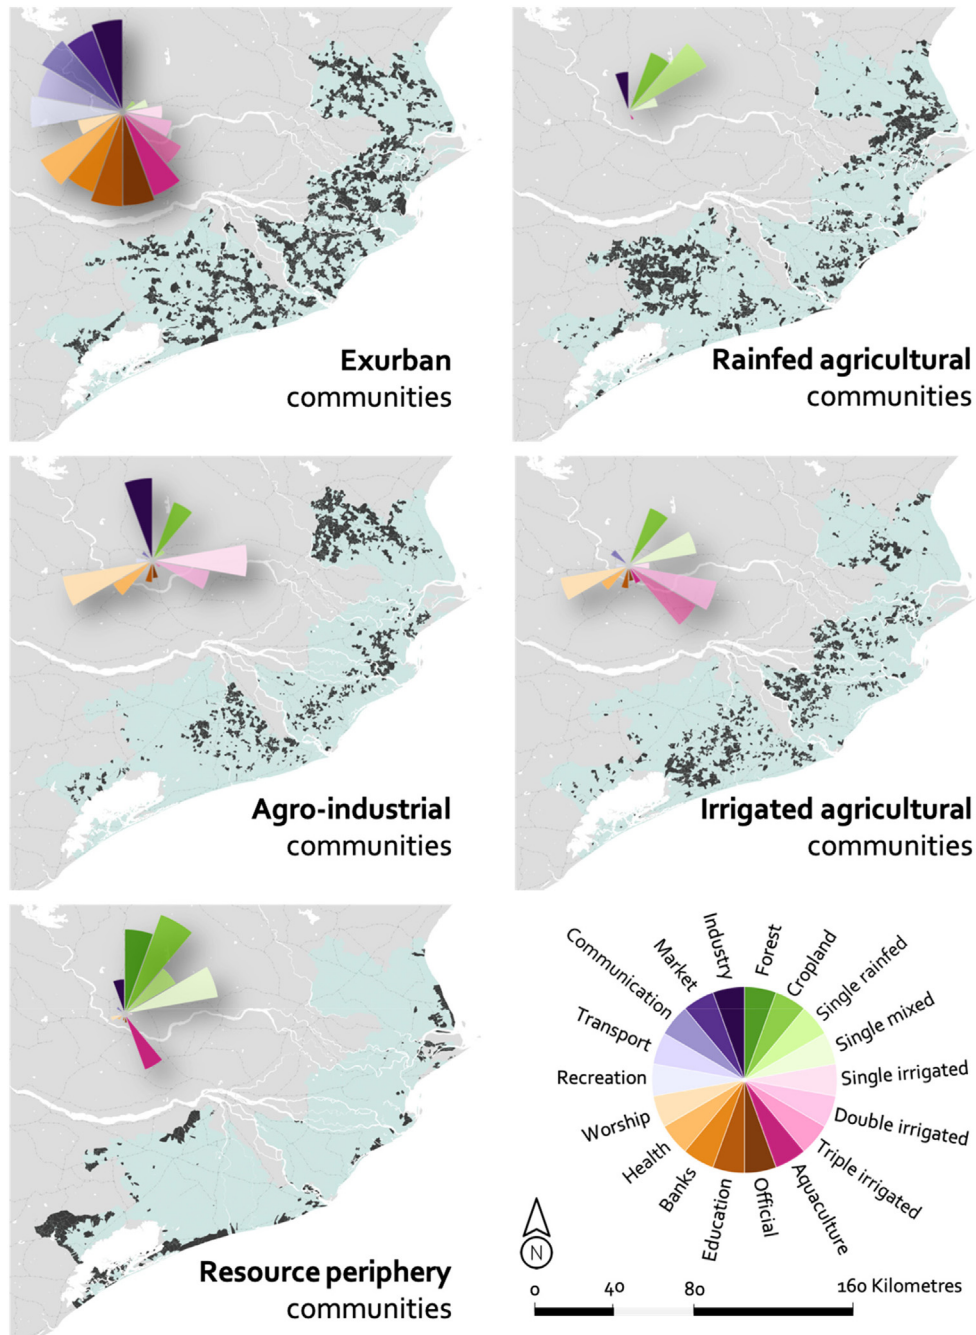 Exurban
communities
Rainfed agricultural
communities
Agro-industrial
communities
Irrigated agricultural
communities
Resource periphery
communities
Forest
Cropland
Single rainfed
Single mixed
Single irrigated
Double irrigated
Triple irrigated
Aquaculture
Official
Education
Banks
Health
Worship
Recreation
Transport
Communication
Market
Industry
N
0 40 80 160 Kilometres